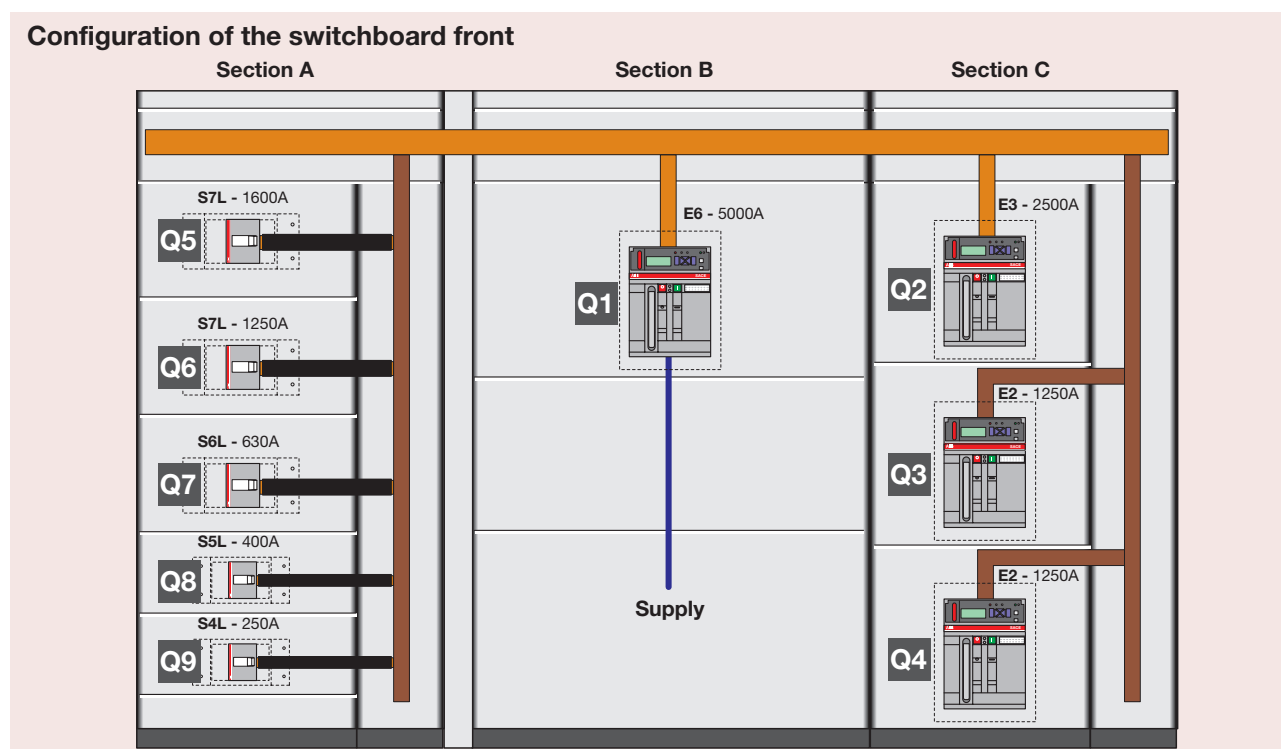 Configuration of the switchboard front
Section A
Section B
Section C
S7L - 1600A
Q5
S7L - 1250A
Q6
S6L - 630A
Q7
S5L - 400A
Q8
S4L - 250A
Q9
E6 - 5000A
Q1
Supply
E3 - 2500A
Q2
E2 - 1250A
Q3
E2 - 1250A
Q4